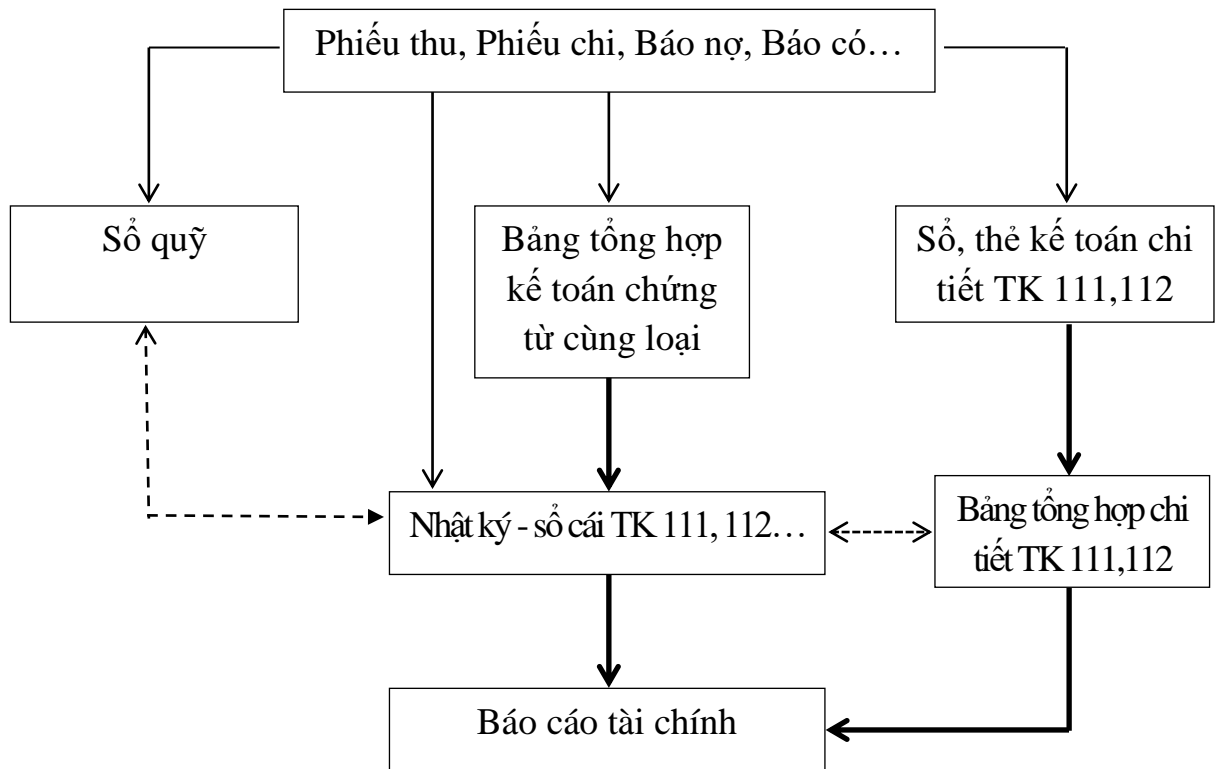 Phiếu thu, Phiếu chi, Báo nợ, Báo có…
Sổ quỹ
Bảng tổng hợp
kế toán chứng
từ cùng loại
Sổ, thẻ kế toán chi
tiết TK 111,112
Nhật ký - sổ cái TK 111, 112…
Bảng tổng hợp chi
tiết TK 111,112
Báo cáo tài chính